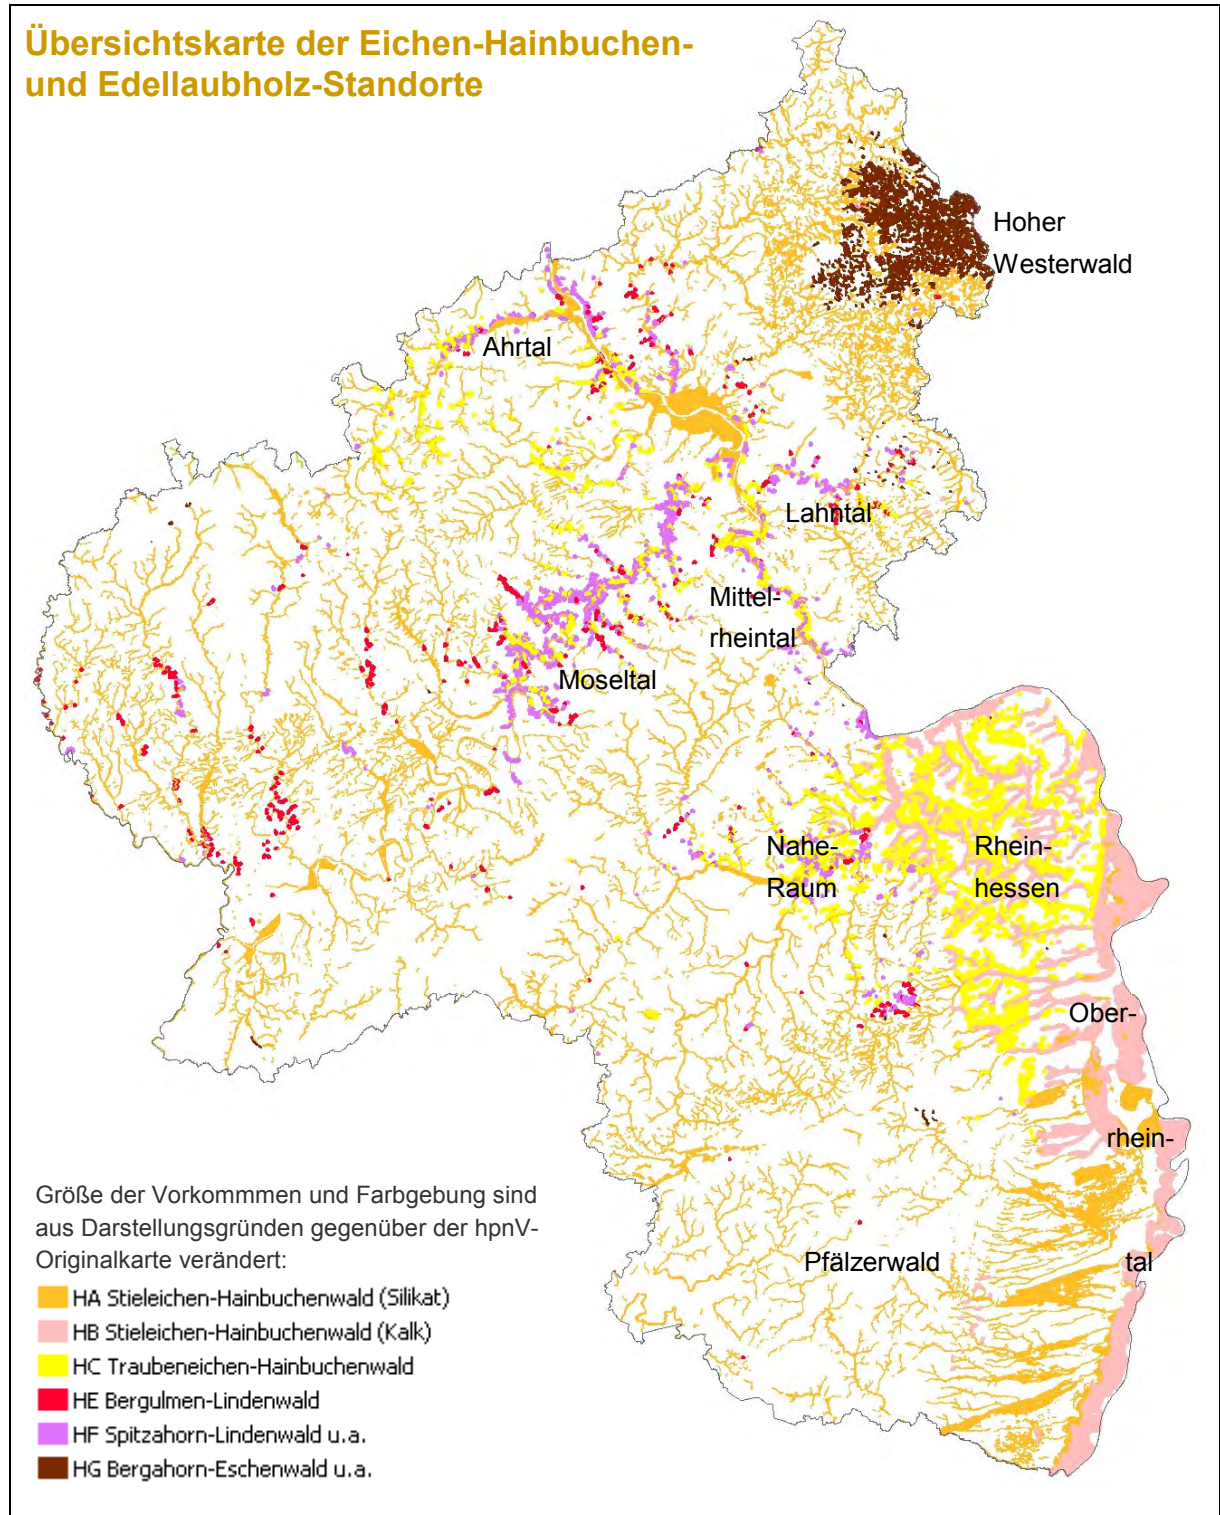 Übersichtskarte der Eichen-Hainbuchen-
und Edellaubholz-Standorte
Hoher
Westerwald
Ahrtal
Lahntal
Mittel-
rheintal
Moseltal
Nahe-
Raum
Rhein-
hessen
Ober-
rhein-
tal
Pfälzerwald
Größe der Vorkommmen und Farbgebung sind
aus Darstellungsgründen gegenüber der hpnV-
Originalkarte verändert:
HA Stieleichen-Hainbuchenwald (Silikat)
HB Stieleichen-Hainbuchenwald (Kalk)
HC Traubeneichen-Hainbuchenwald
HE Bergulmen-Lindenwald
HF Spitzahorn-Lindenwald u.a.
HG Bergahorn-Eschenwald u.a.